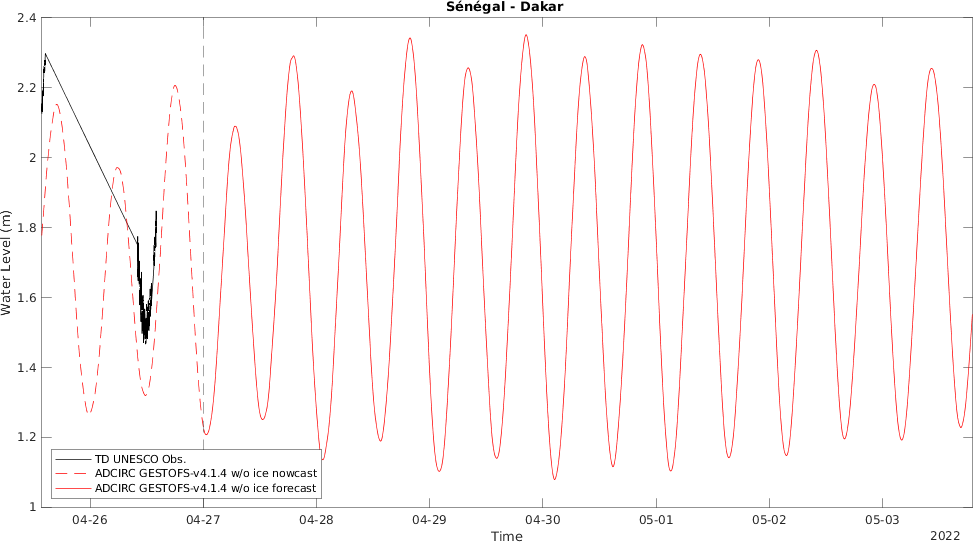 Sénégal - Dakar
2.4
2.2
2
1.8
1.6
1.4
1.2
1
Water Level (m)
TD UNESCO Obs.
ADCIRC GESTOFS-v4.1.4 w/o ice nowcast
ADCIRC GESTOFS-v4.1.4 w/o ice forecast
04-26 04-27 04-28 04-29 04-30 05-01 05-02 05-03
Time
2022